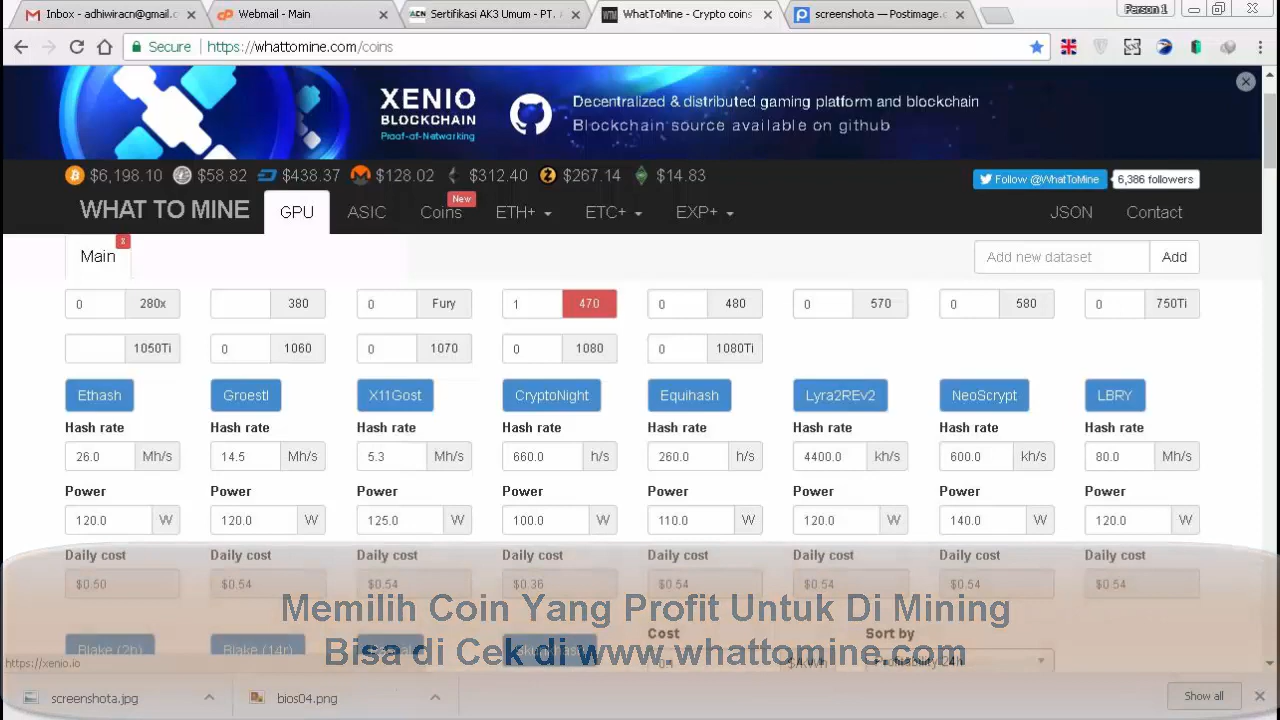 Inbox - adhiwiracn@gmail.c
Webmail - Main
Sertifikasi AK3 Umum - PT. A
WhatToMine - Crypto coins
screenshota — Postimage.o
Person 1
Secure https://whattomine.com/coins
XENIO
BLOCKCHAIN
Proof-of-Networking
Decentralized & distributed gaming platform and blockchain
Blockchain source available on github
$6,198.10 $58.82 $438.37 $128.02 $312.40 $267.14 $14.83
Follow @WhatToMine 6,386 followers
WHAT TO MINE GPU ASIC Coins New ETH+ ETC+ EXP+ JSON Contact
Main x Add new dataset Add
0 280x 380 0 Fury 1 470 0 480 0 570 0 580 0 750Ti
1050Ti 0 1060 0 1070 0 1080 0 1080Ti
Ethash Groestl X11Gost CryptoNight Equihash Lyra2REv2 NeoScrypt LBRY
Hash rate Hash rate Hash rate Hash rate Hash rate Hash rate Hash rate Hash rate
26.0 Mh/s 14.5 Mh/s 5.3 Mh/s 660.0 h/s 260.0 h/s 4400.0 kh/s 600.0 kh/s 80.0 Mh/s
Power Power Power Power Power Power Power Power
120.0 W 120.0 W 125.0 W 100.0 W 110.0 W 120.0 W 140.0 W 120.0 W
Daily cost Daily cost Daily cost Daily cost Daily cost Daily cost Daily cost Daily cost
$0.50 $0.54 $0.54 $0.36 $0.54 $0.54 $0.54 $0.54
Memilih Coin Yang Profit Untuk Di Mining
Blake (2b) Blake (14r) Cost Sort by
Bisa di Cek di www.whattomine.com
https://xenio.io $/kWh Profitability 24h
screenshota.jpg bios04.png Show all